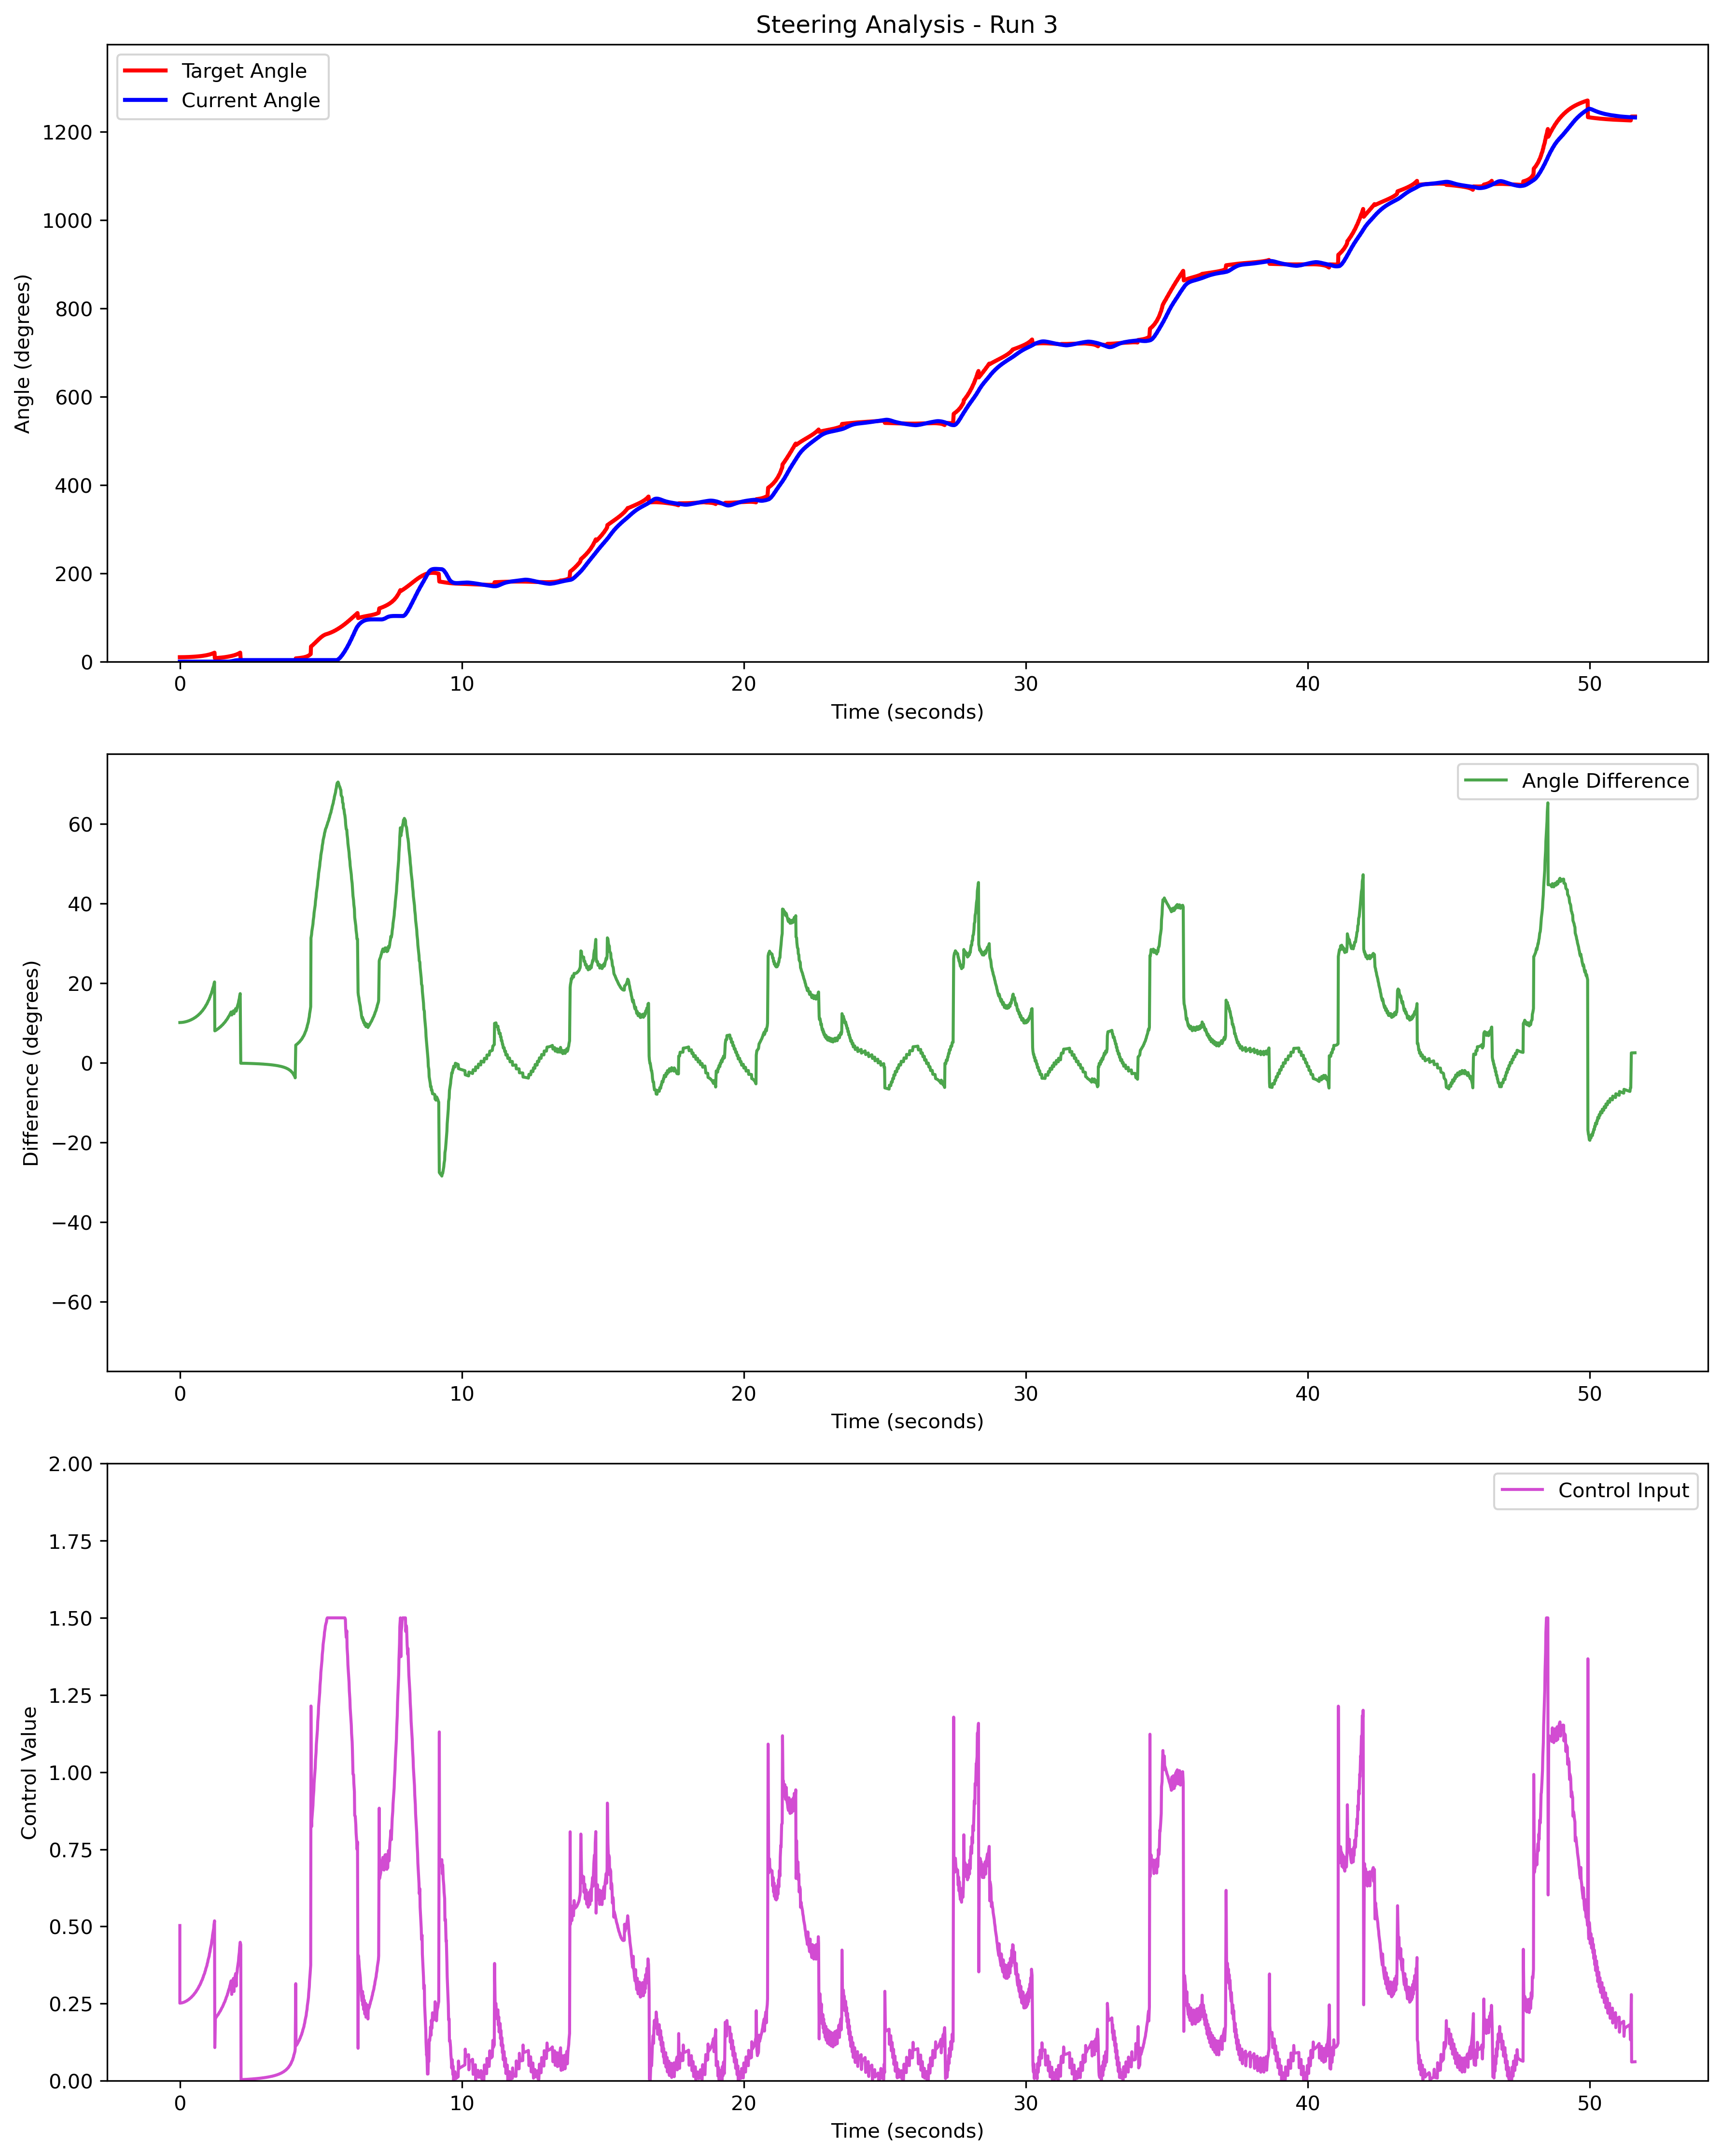 Steering Analysis - Run 3
Target Angle
Current Angle
Angle (degrees)
1200
1000
800
600
400
200
0
0 10 20 30 40 50
Time (seconds)
Angle Difference
Difference (degrees)
60
40
20
0
−20
−40
−60
0 10 20 30 40 50
Time (seconds)
Control Input
Control Value
2.00
1.75
1.50
1.25
1.00
0.75
0.50
0.25
0.00
0 10 20 30 40 50
Time (seconds)